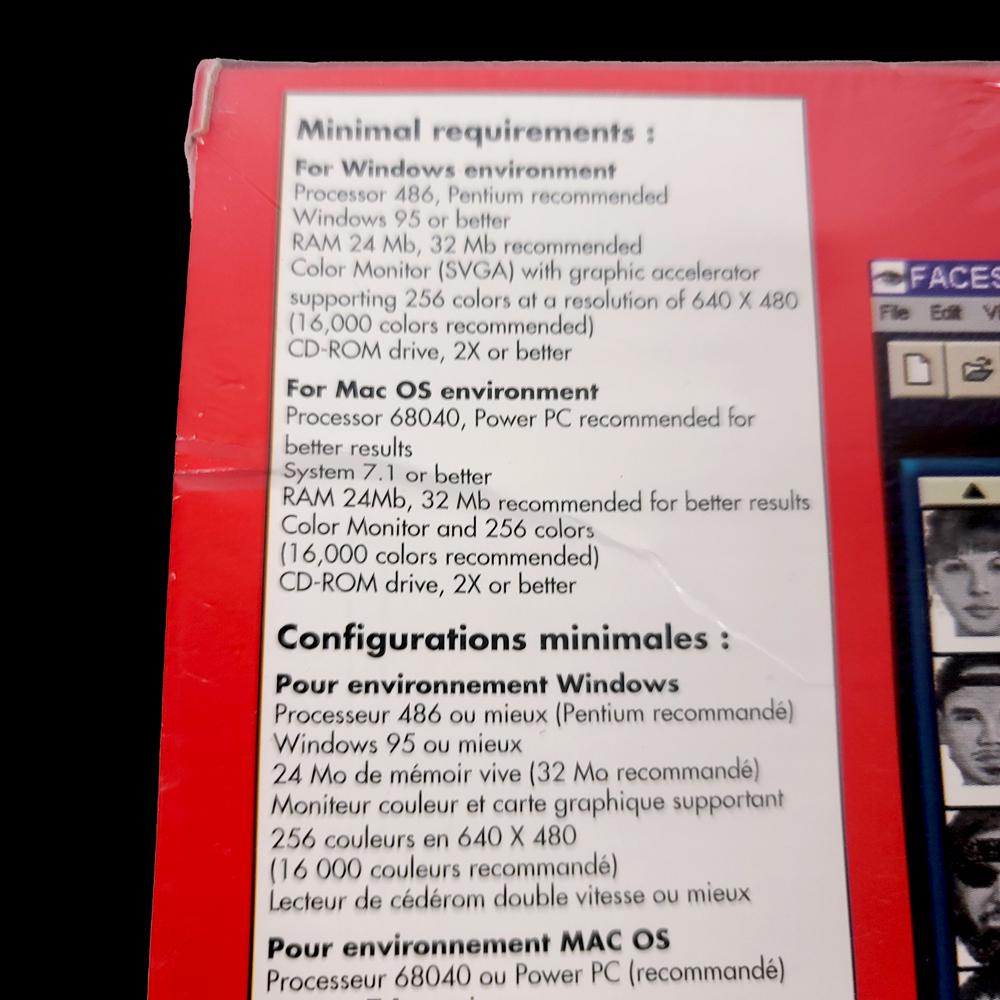 Minimal requirements :
For Windows environment
Processor 486, Pentium recommended
Windows 95 or better
RAM 24 Mb, 32 Mb recommended
Color Monitor (SVGA) with graphic accelerator
supporting 256 colors at a resolution of 640 X 480
(16,000 colors recommended)
CD-ROM drive, 2X or better
For Mac OS environment
Processor 68040, Power PC recommended for
better results
System 7.1 or better
RAM 24Mb, 32 Mb recommended for better results
Color Monitor and 256 colors
(16,000 colors recommended)
CD-ROM drive, 2X or better
Configurations minimales :
Pour environnement Windows
Processeur 486 ou mieux (Pentium recommandé)
Windows 95 ou mieux
24 Mo de mémoir vive (32 Mo recommandé)
Moniteur couleur et carte graphique supportant
256 couleurs en 640 X 480
(16 000 couleurs recommandé)
Lecteur de cédérom double vitesse ou mieux
Pour environnement MAC OS
Processeur 68040 ou Power PC (recommandé)
FACES
File Edit